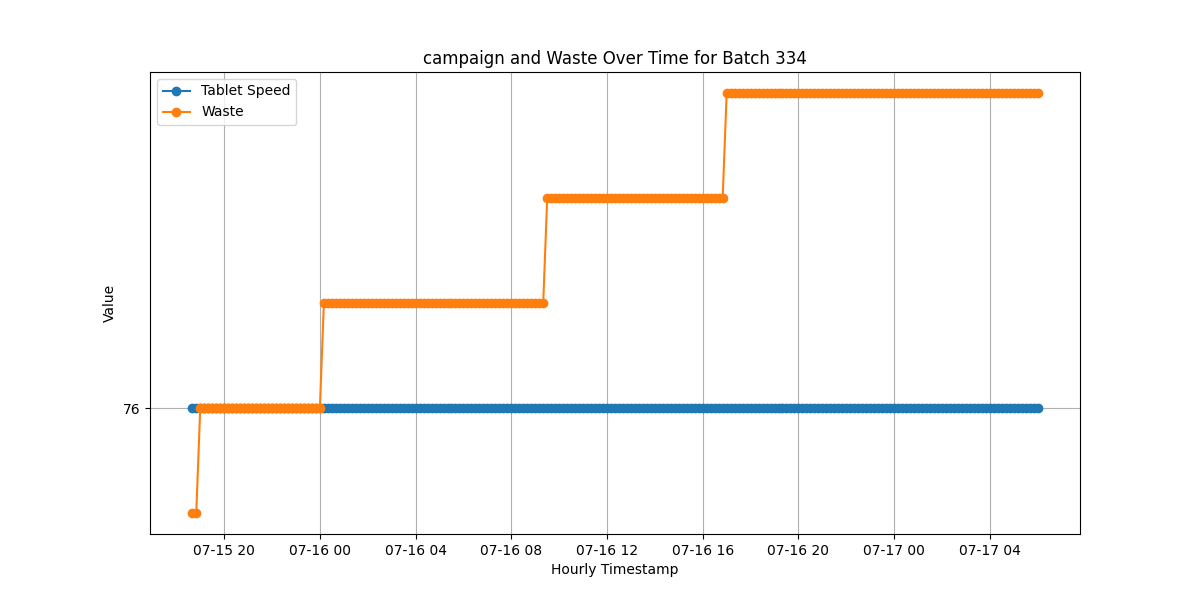 campaign and Waste Over Time for Batch 334
Tablet Speed
Waste
Value
76
07-15 20
07-16 00
07-16 04
07-16 08
07-16 12
07-16 16
07-16 20
07-17 00
07-17 04
Hourly Timestamp